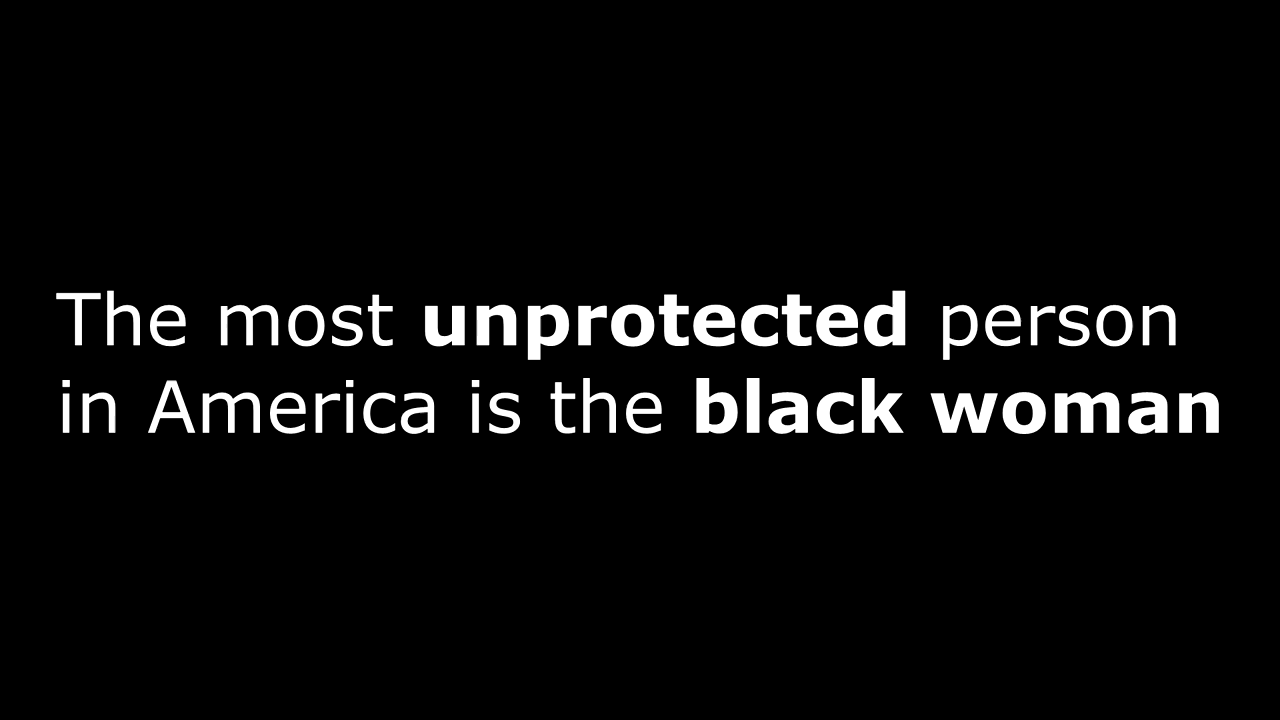 The most unprotected person
in America is the black woman